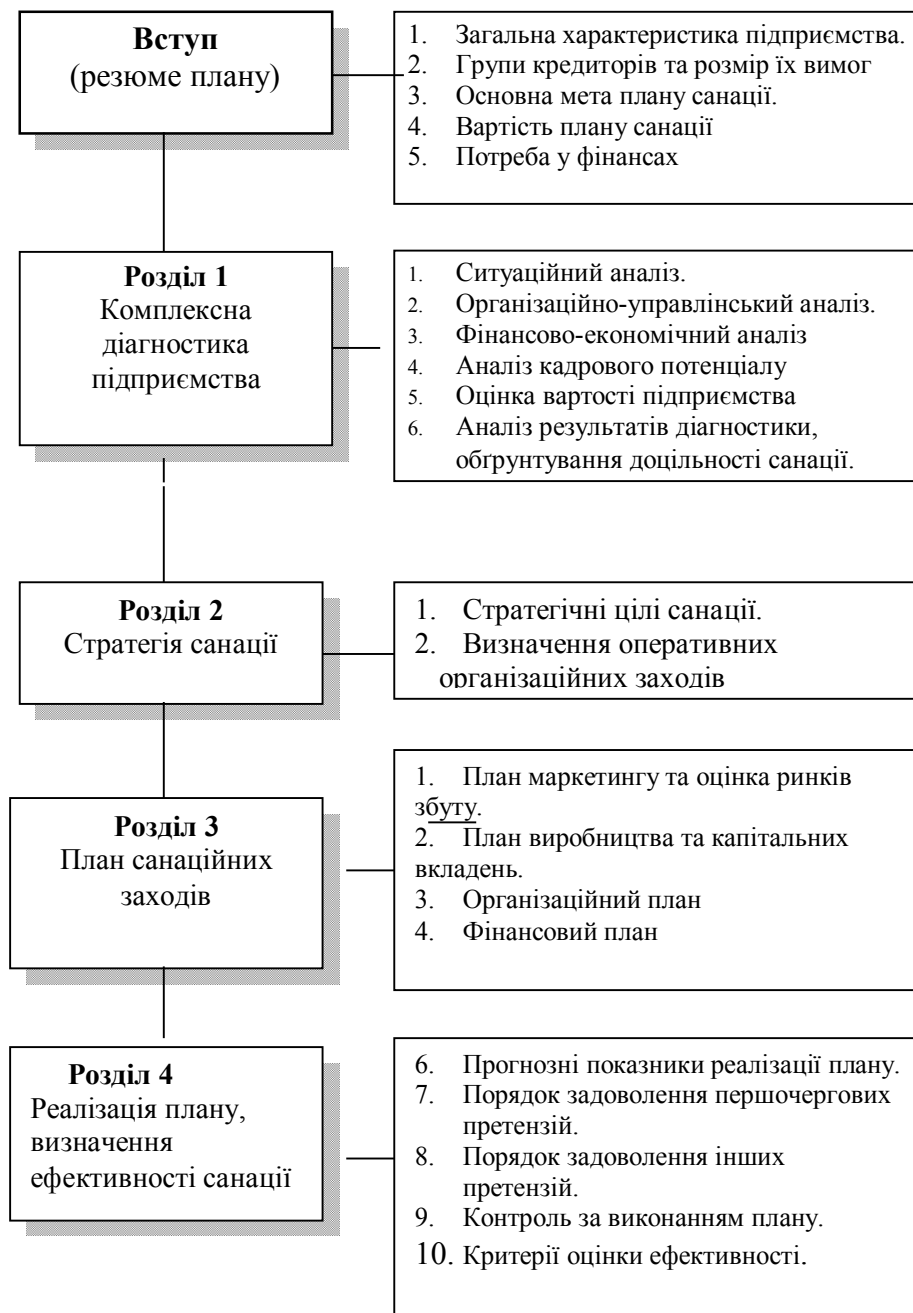 Вступ
(резюме плану)
1. Загальна характеристика підприємства.
2. Групи кредиторів та розмір їх вимог
3. Основна мета плану санації.
4. Вартість плану санації
5. Потреба у фінансах
Розділ 1
Комплексна
діагностика
підприємства
1. Ситуаційний аналіз.
2. Організаційно-управлінський аналіз.
3. Фінансово-економічний аналіз
4. Аналіз кадрового потенціалу
5. Оцінка вартості підприємства
6. Аналіз результатів діагностики,
обґрунтування доцільності санації.
Розділ 2
Стратегія санації
1. Стратегічні цілі санації.
2. Визначення оперативних
організаційних заходів
Розділ 3
План санаційних
заходів
1. План маркетингу та оцінка ринків
збуту.
2. План виробництва та капітальних
вкладень.
3. Організаційний план
4. Фінансовий план
Розділ 4
Реалізація плану,
визначення
ефективності санації
6. Прогнозні показники реалізації плану.
7. Порядок задоволення першочергових
претензій.
8. Порядок задоволення інших
претензій.
9. Контроль за виконанням плану.
10. Критерії оцінки ефективності.